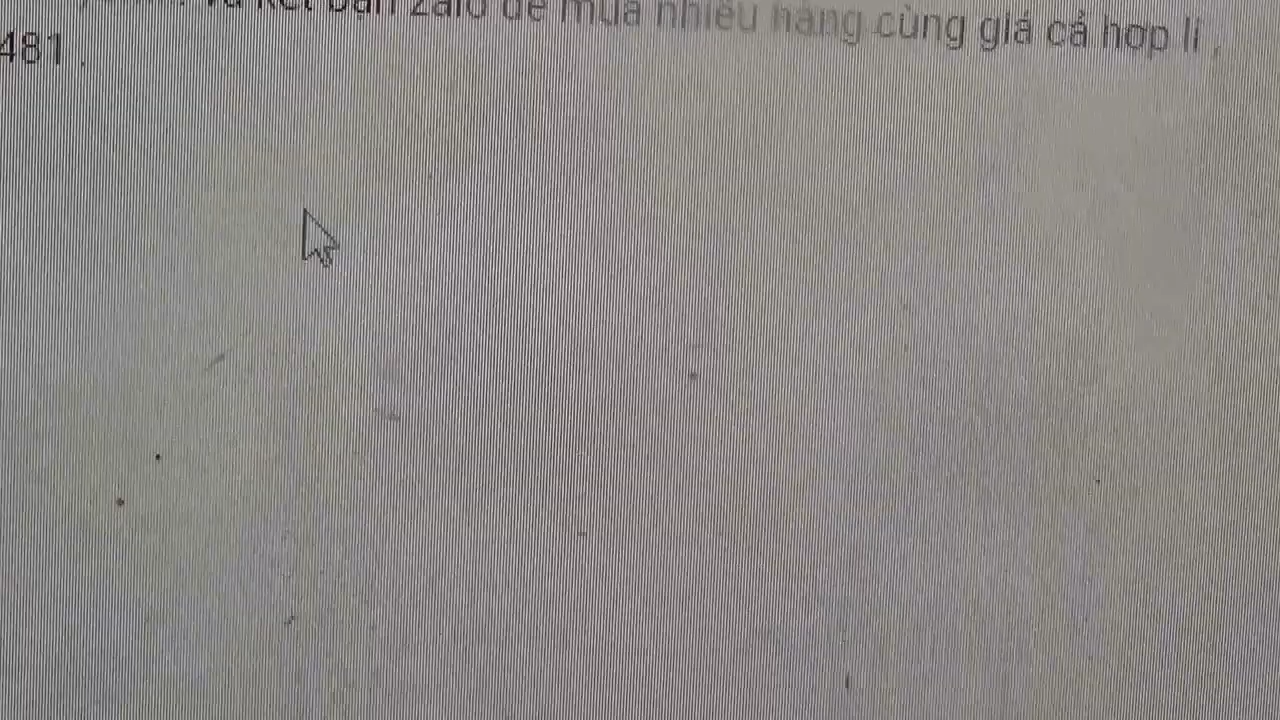 và kết bạn zalo để mua nhiều hàng cùng giá cả hợp lí ,
481 .